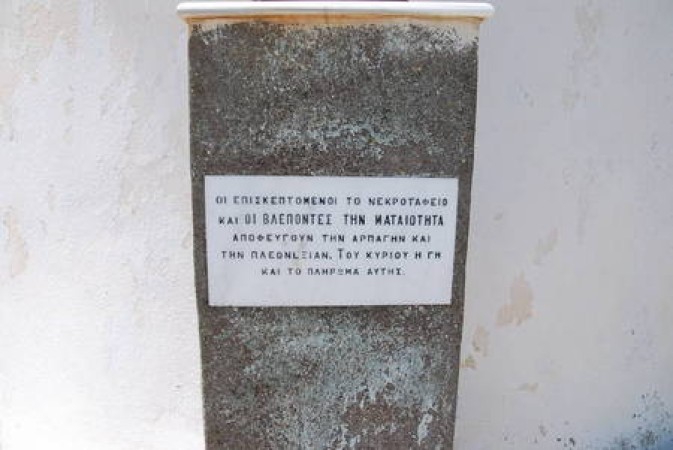 ΟΙ ΕΠΙΣΚΕΠΤΟΜΕΝΟΙ ΤΟ ΝΕΚΡΟΤΑΦΕΙΟ
ΚΑΙ ΟΙ ΒΛΕΠΟΝΤΕΣ ΤΗΝ ΜΑΤΑΙΟΤΗΤΑ
ΑΠΟΦΕΥΓΟΥΝ ΤΗΝ ΑΡΠΑΓΗΝ ΚΑΙ
ΤΗΝ ΠΛΕΟΝΕΞΙΑΝ. ΤΟΥ ΚΥΡΙΟΥ Η ΓΗ
ΚΑΙ ΤΟ ΠΛΗΡΩΜΑ ΑΥΤΗΣ.